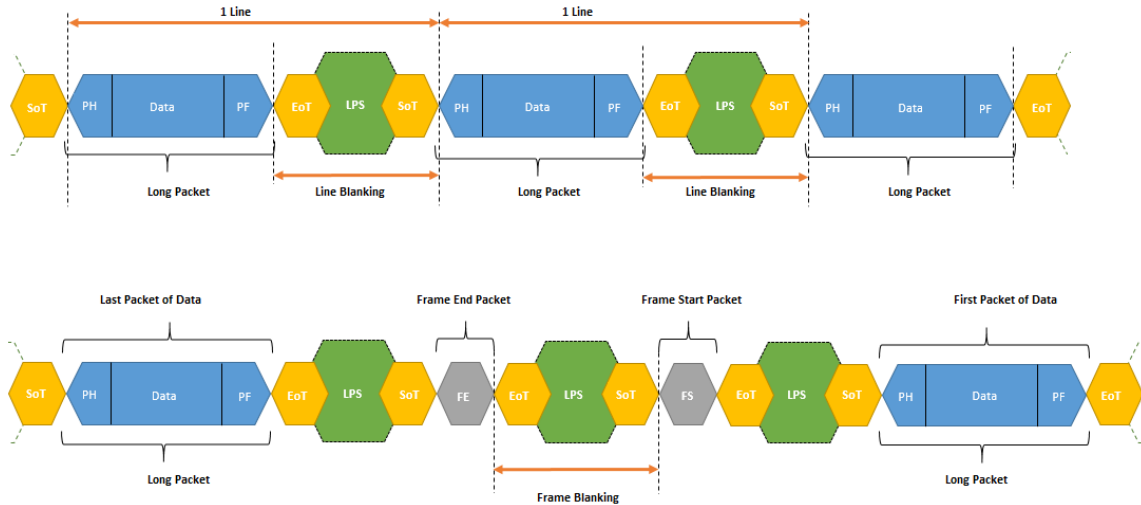 1 Line 1 Line
SoT PH Data PF EoT LPS SoT PH Data PF EoT LPS SoT PH Data PF EoT
Long Packet Line Blanking Long Packet Line Blanking Long Packet
Last Packet of Data Frame End Packet Frame Start Packet First Packet of Data
SoT PH Data PF EoT LPS SoT FE EoT LPS SoT FS EoT LPS SoT PH Data PF EoT
Long Packet Long Packet
Frame Blanking